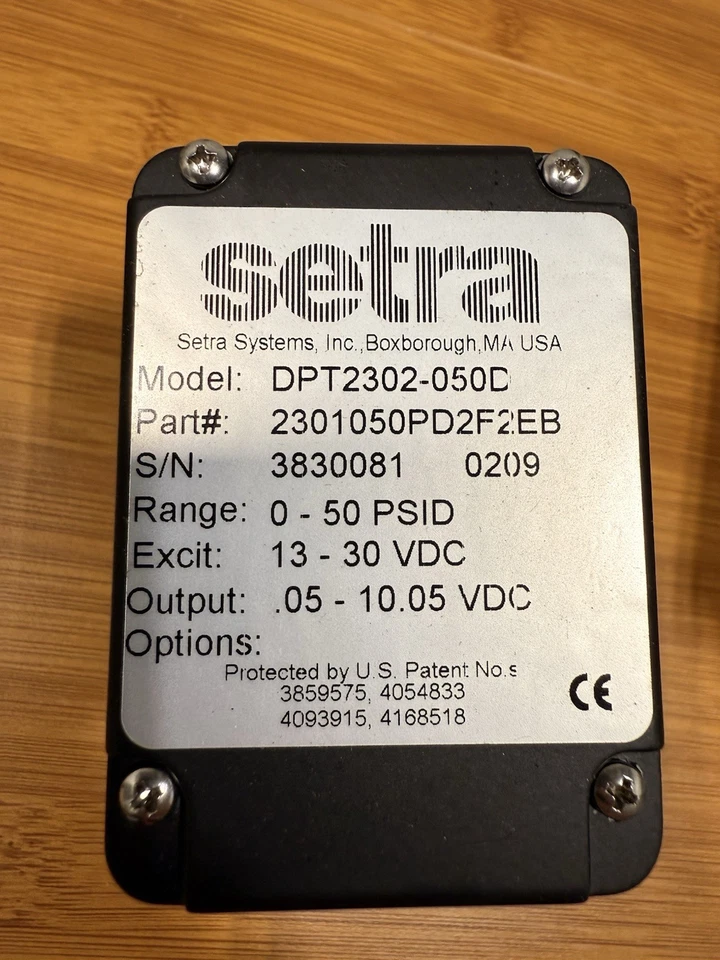 setra
Setra Systems, Inc.,Boxborough,MA USA
Model: DPT2302-050D
Part#: 2301050PD2F2EB
S/N: 3830081 0209
Range: 0 - 50 PSID
Excit: 13 - 30 VDC
Output: .05 - 10.05 VDC
Options:
Protected by U.S. Patent No.s
3859575, 4054833
4093915, 4168518
CE